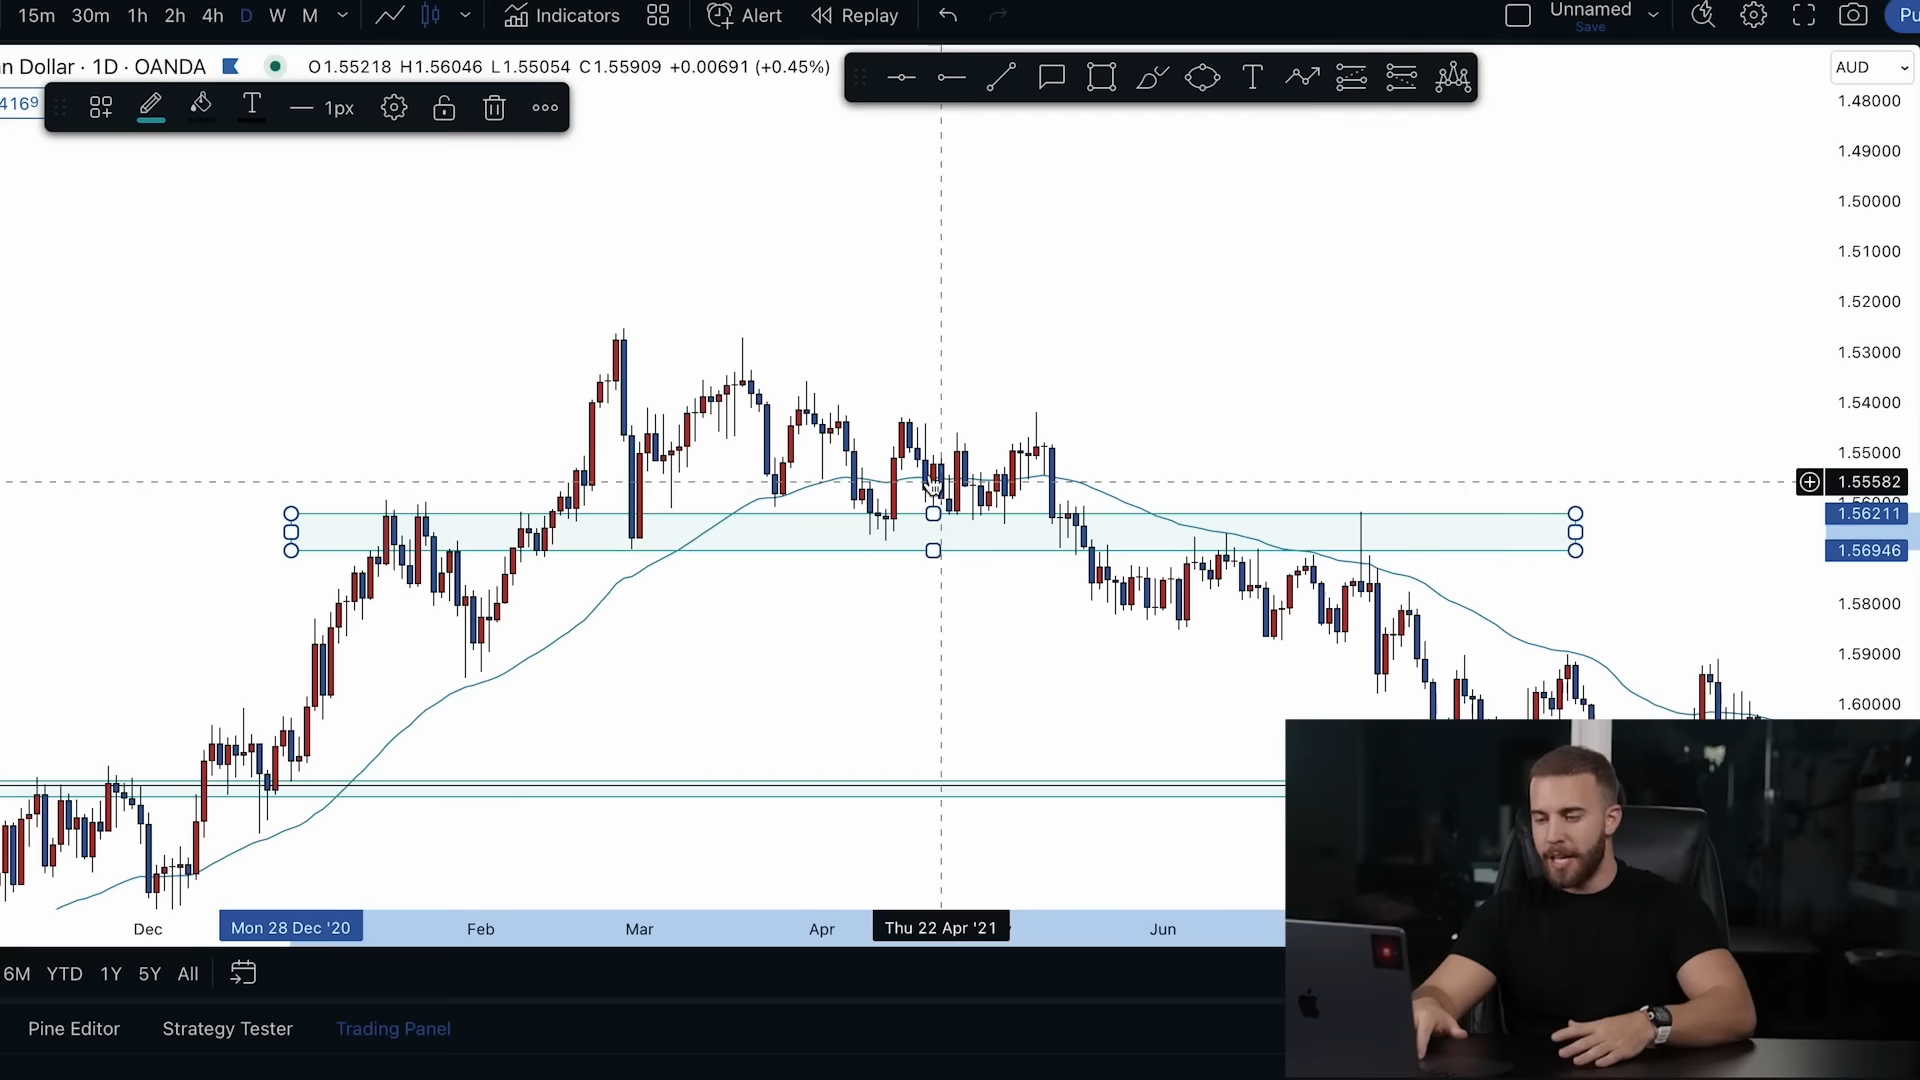 15m 30m 1h 2h 4h D W M Indicators Alert Replay Unnamed
Save
n Dollar · 1D · OANDA O1.55218 H1.56046 L1.55054 C1.55909 +0.00691 (+0.45%) AUD
4169 T 1px T
1.48000
1.49000
1.50000
1.51000
1.52000
1.53000
1.54000
1.55000
1.55582
1.56211
1.56946
1.58000
1.59000
1.60000
Dec Mon 28 Dec '20 Feb Mar Apr Thu 22 Apr '21 Jun
6M YTD 1Y 5Y All
Pine Editor Strategy Tester Trading Panel